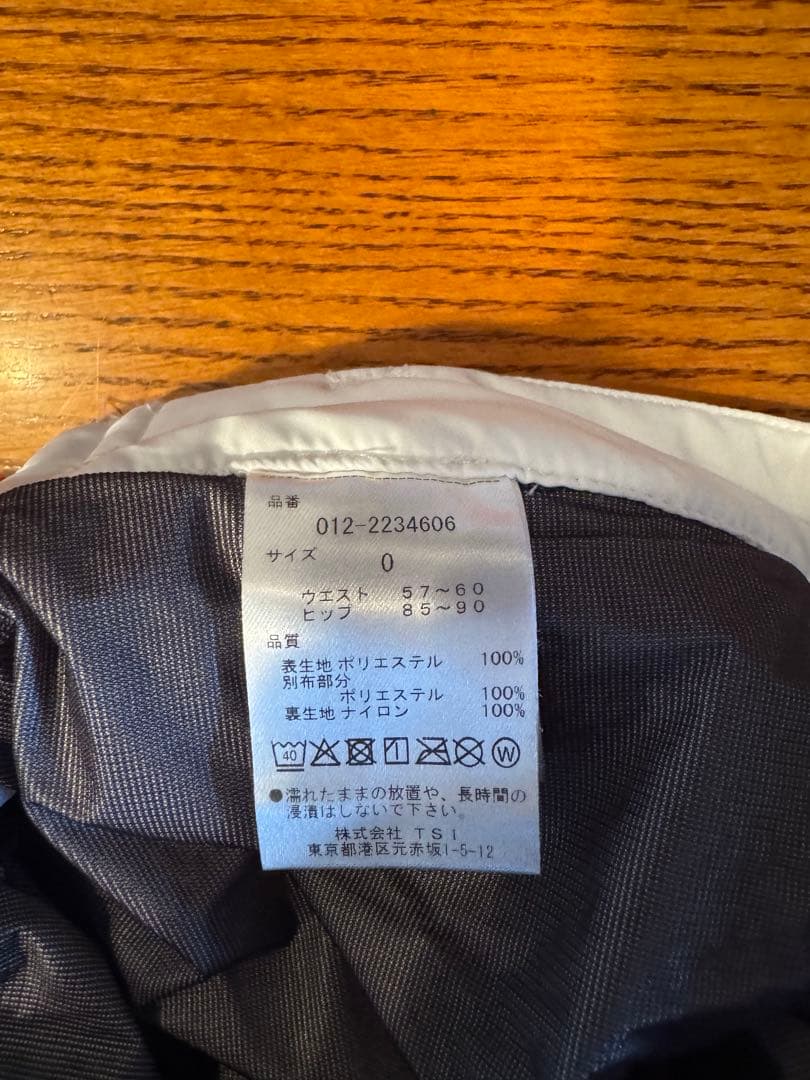 品番
012-2234606
サイズ
0
ウエスト 57~60
ヒップ 85~90
品質
表生地 ポリエステル 100%
別布部分
ポリエステル 100%
裏生地 ナイロン 100%
40 W
●濡れたままの放置や、長時間の
浸漬はしないで下さい。
株式会社 TSI
東京都港区元赤坂1-5-12